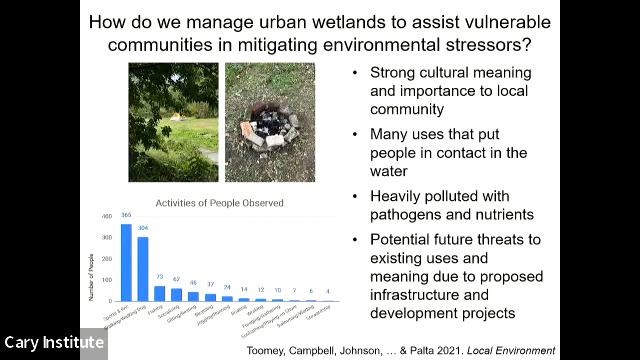 How do we manage urban wetlands to assist vulnerable
communities in mitigating environmental stressors?
• Strong cultural meaning
and importance to local
community
• Many uses that put
people in contact in the
water
• Heavily polluted with
pathogens and nutrients
• Potential future threats to
existing uses and
meaning due to proposed
infrastructure and
development projects
Activities of People Observed
Number of People
400
300
200
100
0
365
304
73
67
46
37
24
14
12
10
7
6
4
Fishing
Socializing
Cary Institute
Toomey, Campbell, Johnson, … & Palta 2021. Local Environment